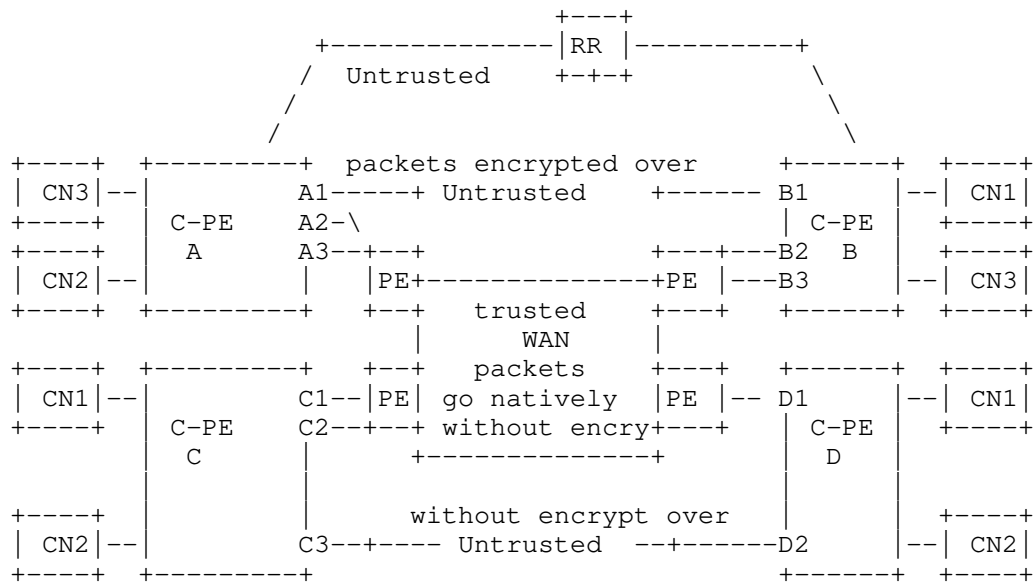 RR
Untrusted
packets encrypted over
CN3 A1 Untrusted B1 CN1
C-PE A2 C-PE
A A3 B2 B
CN2 PE PE B3 CN3
trusted
WAN
packets
CN1 C1 PE go natively PE D1 CN1
C-PE C2 without encry C-PE
C D
without encrypt over
CN2 C3 Untrusted D2 CN2